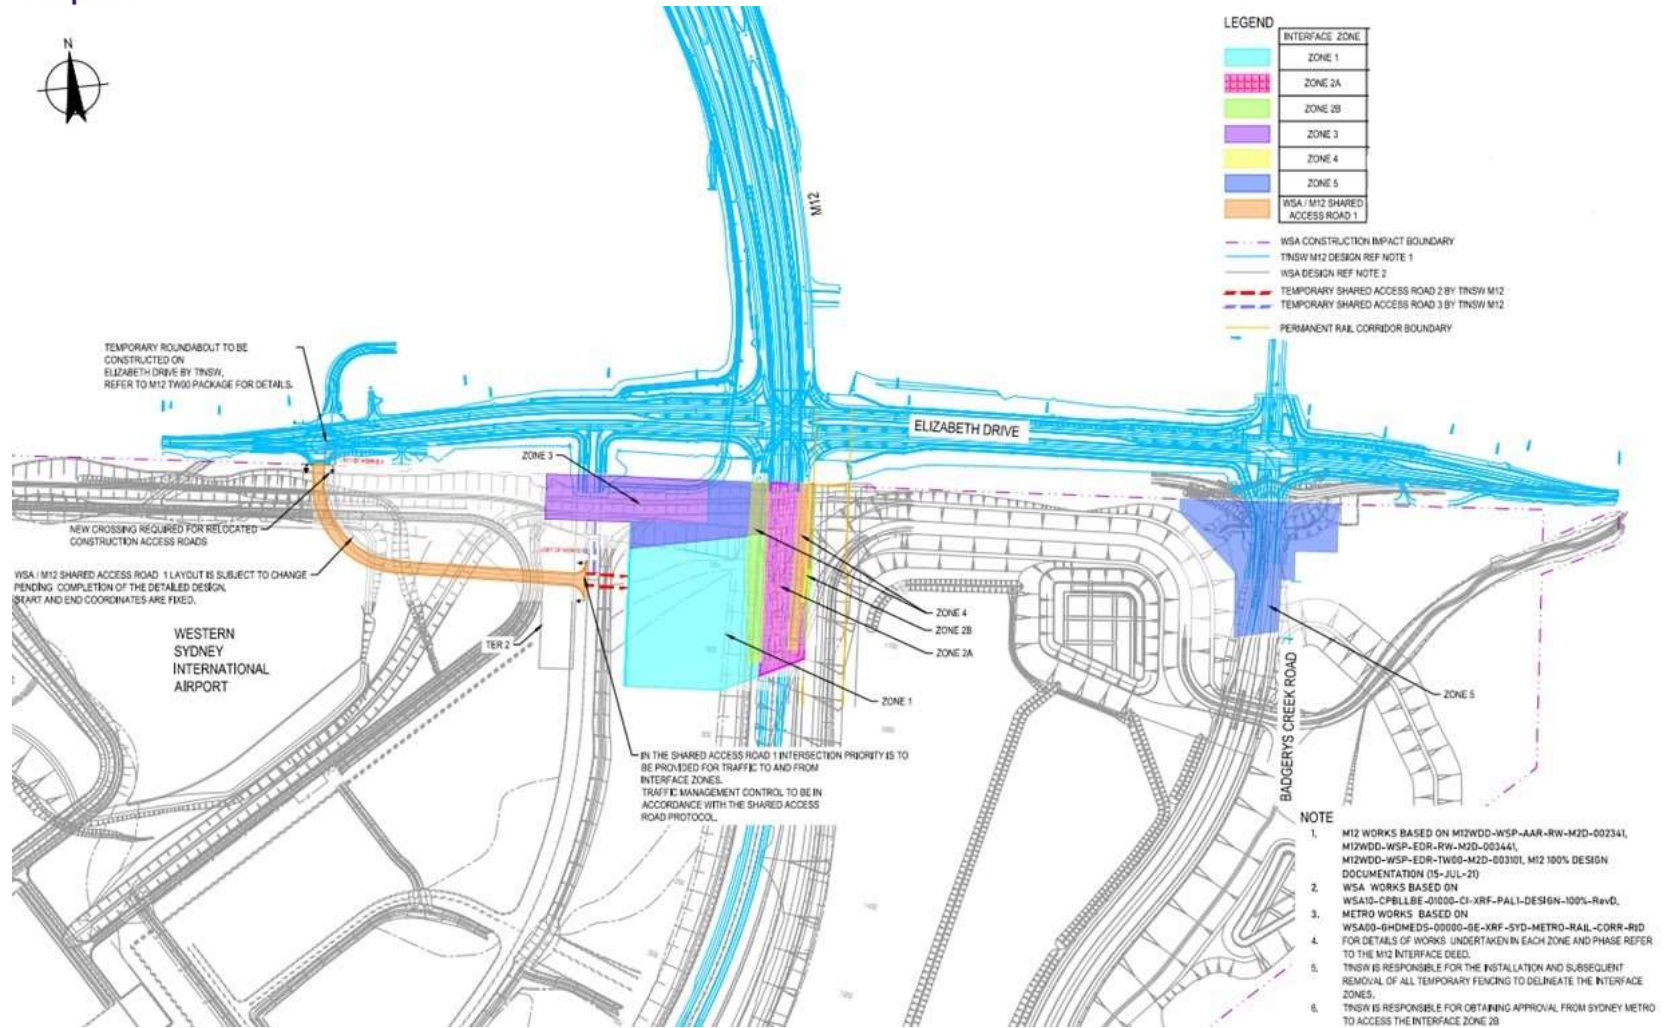 N
LEGEND
INTERFACE ZONE
ZONE 1
ZONE 2A
ZONE 2B
ZONE 3
ZONE 4
ZONE 5
WSA / M12 SHARED
ACCESS ROAD 1
WSA CONSTRUCTION IMPACT BOUNDARY
TfNSW M12 DESIGN REF NOTE 1
WSA DESIGN REF NOTE 2
TEMPORARY SHARED ACCESS ROAD 2 BY TfNSW M12
TEMPORARY SHARED ACCESS ROAD 3 BY TfNSW M12
PERMANENT RAIL CORRIDOR BOUNDARY
M12
TEMPORARY ROUNDABOUT TO BE
CONSTRUCTED ON
ELIZABETH DRIVE BY TfNSW,
REFER TO M12 TW00 PACKAGE FOR DETAILS.
ELIZABETH DRIVE
ZONE 3
NEW CROSSING REQUIRED FOR RELOCATED
CONSTRUCTION ACCESS ROADS
WSA / M12 SHARED ACCESS ROAD 1 LAYOUT IS SUBJECT TO CHANGE
PENDING COMPLETION OF THE DETAILED DESIGN.
START AND END COORDINATES ARE FIXED.
WESTERN
SYDNEY
INTERNATIONAL
AIRPORT
TIER 2
ZONE 4
ZONE 2B
ZONE 2A
ZONE 1
ZONE 5
BADGERYS CREEK ROAD
IN THE SHARED ACCESS ROAD 1 INTERSECTION PRIORITY IS TO
BE PROVIDED FOR TRAFFIC TO AND FROM
INTERFACE ZONES.
TRAFFIC MANAGEMENT CONTROL TO BE IN
ACCORDANCE WITH THE SHARED ACCESS
ROAD PROTOCOL.
NOTE
1. M12 WORKS BASED ON M12WDD-WSP-AAR-RW-M2D-002341,
M12WDD-WSP-EDR-RW-M2D-003441,
M12WDD-WSP-EDR-TW00-M2D-003101, M12 100% DESIGN
DOCUMENTATION (15-JUL-21)
2. WSA WORKS BASED ON
WSA10-CPBLLBE-01000-CI-XRF-PAL1-DESIGN-100%-RevD.
3. METRO WORKS BASED ON
WSA00-GHDMEDS-00000-GE-XRF-SYD-METRO-RAIL-CORR-R1D
4. FOR DETAILS OF WORKS UNDERTAKEN IN EACH ZONE AND PHASE REFER
TO THE M12 INTERFACE DEED.
5. TfNSW IS RESPONSIBLE FOR THE INSTALLATION AND SUBSEQUENT
REMOVAL OF ALL TEMPORARY FENCING TO DELINEATE THE INTERFACE
ZONES.
6. TfNSW IS RESPONSIBLE FOR OBTAINING APPROVAL FROM SYDNEY METRO
TO ACCESS THE INTERFACE ZONE 2B